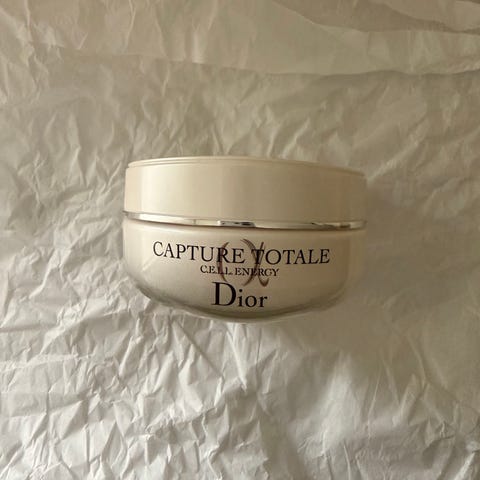 CAPTURE TOTALE
C.E.L.L. ENERGY
Dior